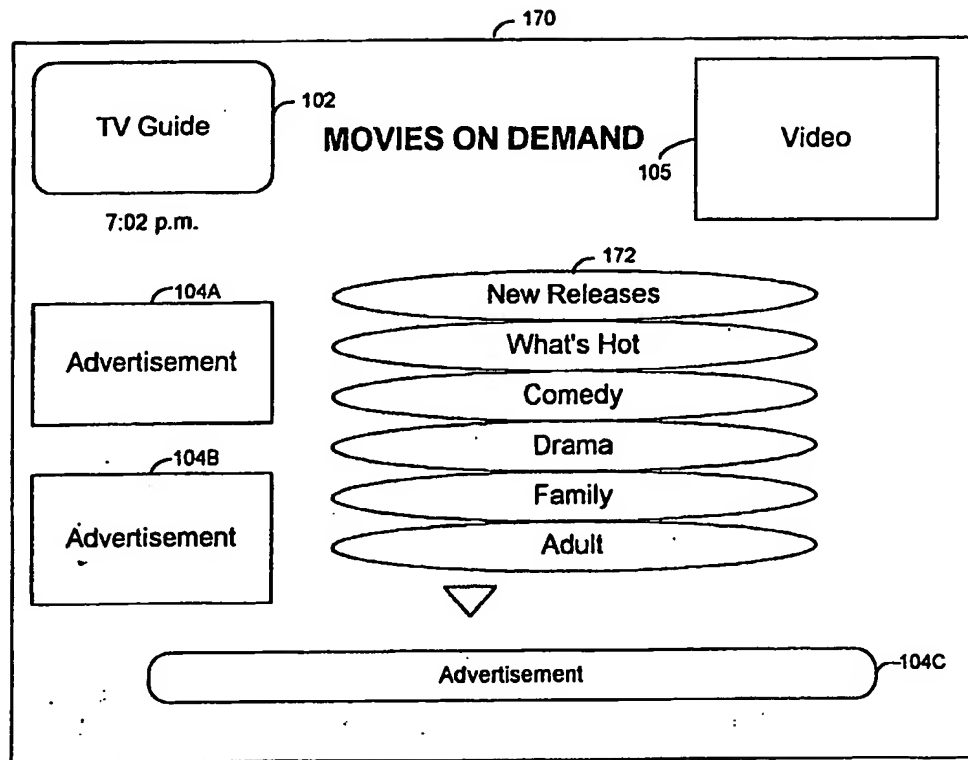 170
TV Guide
102
MOVIES ON DEMAND
105
Video
7:02 p.m.
172
104A
New Releases
Advertisement
What's Hot
Comedy
104B
Drama
Advertisement
Family
Adult
Advertisement
104C